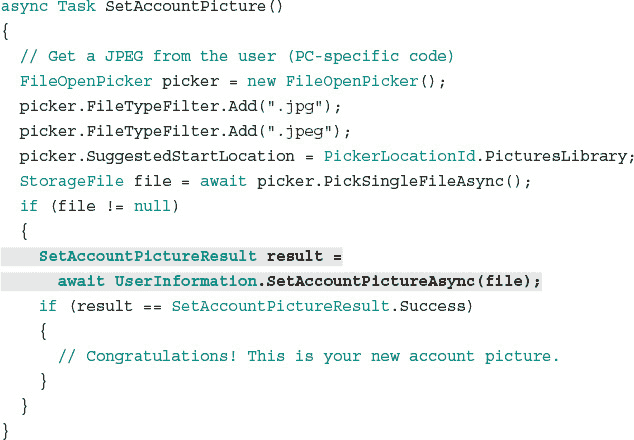 async Task SetAccountPicture()
{
  // Get a JPEG from the user (PC-specific code)
  FileOpenPicker picker = new FileOpenPicker();
  picker.FileTypeFilter.Add(".jpg");
  picker.FileTypeFilter.Add(".jpeg");
  picker.SuggestedStartLocation = PickerLocationId.PicturesLibrary;
  StorageFile file = await picker.PickSingleFileAsync();
  if (file != null)
  {
    SetAccountPictureResult result =
      await UserInformation.SetAccountPictureAsync(file);
    if (result == SetAccountPictureResult.Success)
    {
      // Congratulations! This is your new account picture.
    }
  }
}